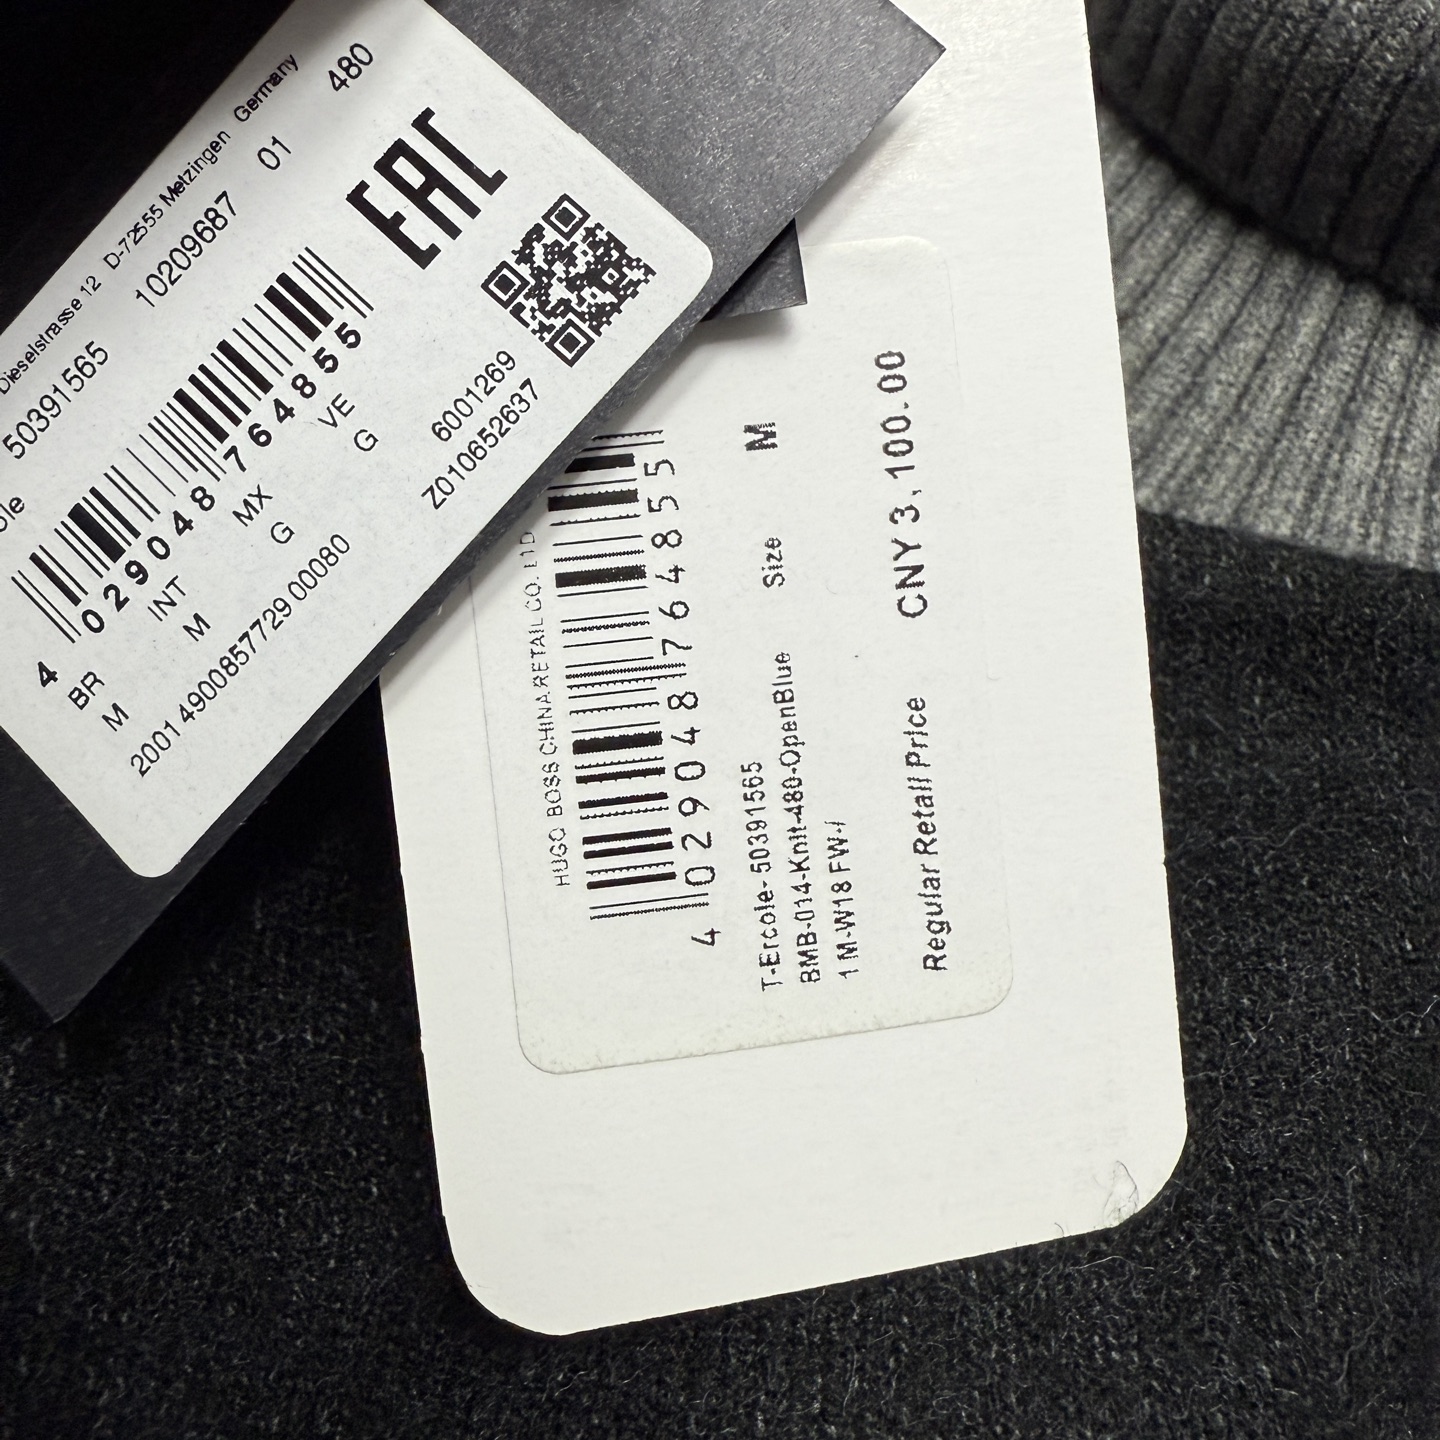 Dieselstrasse 12 D-72555 Metzingen Germany
50391565 10209687 01 480
EAC
4 029048 764855
BR INT MX VE
M M G G
6001269
2001 4900857729 00080 Z010652637
HUGO BOSS CHINA RETAIL CO. LTD
4 029048 764855
T-Ercole- 50391565 Size M
BMB-014-Knit-480-OpenBlue
1 M-W18 FW-/
Regular Retail Price CNY 3,100.00